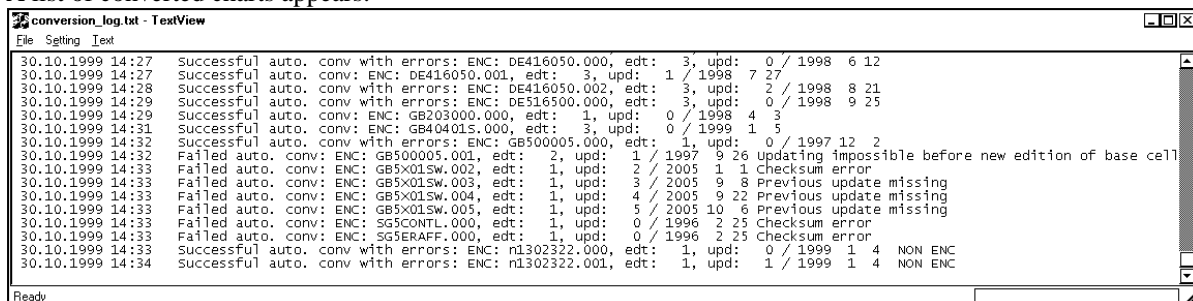 A list of converted charts appears.
conversion_log.txt - TextView
File Setting Text
30.10.1999 14:27 Successful auto. conv with errors: ENC: DE416050.000, edt: 3, upd: 0 / 1998 6 12
30.10.1999 14:27 Successful auto. conv: ENC: DE416050.001, edt: 3, upd: 1 / 1998 7 27
30.10.1999 14:28 Successful auto. conv with errors: ENC: DE416050.002, edt: 3, upd: 2 / 1998 8 21
30.10.1999 14:29 Successful auto. conv with errors: ENC: DE516500.000, edt: 3, upd: 0 / 1998 9 25
30.10.1999 14:29 Successful auto. conv: ENC: GB203000.000, edt: 1, upd: 0 / 1998 4 3
30.10.1999 14:31 Successful auto. conv: ENC: GB40401S.000, edt: 3, upd: 0 / 1999 1 5
30.10.1999 14:32 Successful auto. conv with errors: ENC: GB500005.000, edt: 1, upd: 0 / 1997 12 2
30.10.1999 14:32 Failed auto. conv: ENC: GB500005.001, edt: 2, upd: 1 / 1997 9 26 Updating impossible before new edition of base cell
30.10.1999 14:33 Failed auto. conv: ENC: GB5X01SW.002, edt: 1, upd: 2 / 2005 1 1 Checksum error
30.10.1999 14:33 Failed auto. conv: ENC: GB5X01SW.003, edt: 1, upd: 3 / 2005 9 8 Previous update missing
30.10.1999 14:33 Failed auto. conv: ENC: GB5X01SW.004, edt: 1, upd: 4 / 2005 9 22 Previous update missing
30.10.1999 14:33 Failed auto. conv: ENC: GB5X01SW.005, edt: 1, upd: 5 / 2005 10 6 Previous update missing
30.10.1999 14:33 Failed auto. conv: ENC: SG5CONTL.000, edt: 1, upd: 0 / 1996 2 25 Checksum error
30.10.1999 14:33 Failed auto. conv: ENC: SG5ERAFF.000, edt: 1, upd: 0 / 1996 2 25 Checksum error
30.10.1999 14:33 Successful auto. conv with errors: ENC: n1302322.000, edt: 1, upd: 0 / 1999 1 4 NON ENC
30.10.1999 14:34 Successful auto. conv with errors: ENC: n1302322.001, edt: 1, upd: 1 / 1999 1 4 NON ENC
Ready